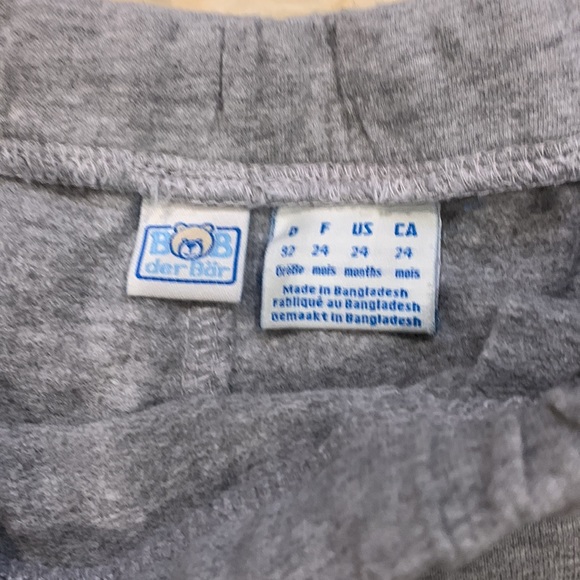 BOB
der Bär
D F US CA
92 24 24 24
Größe mois months mois
Made in Bangladesh
Fabriqué au Bangladesh
Gemaakt in Bangladesh